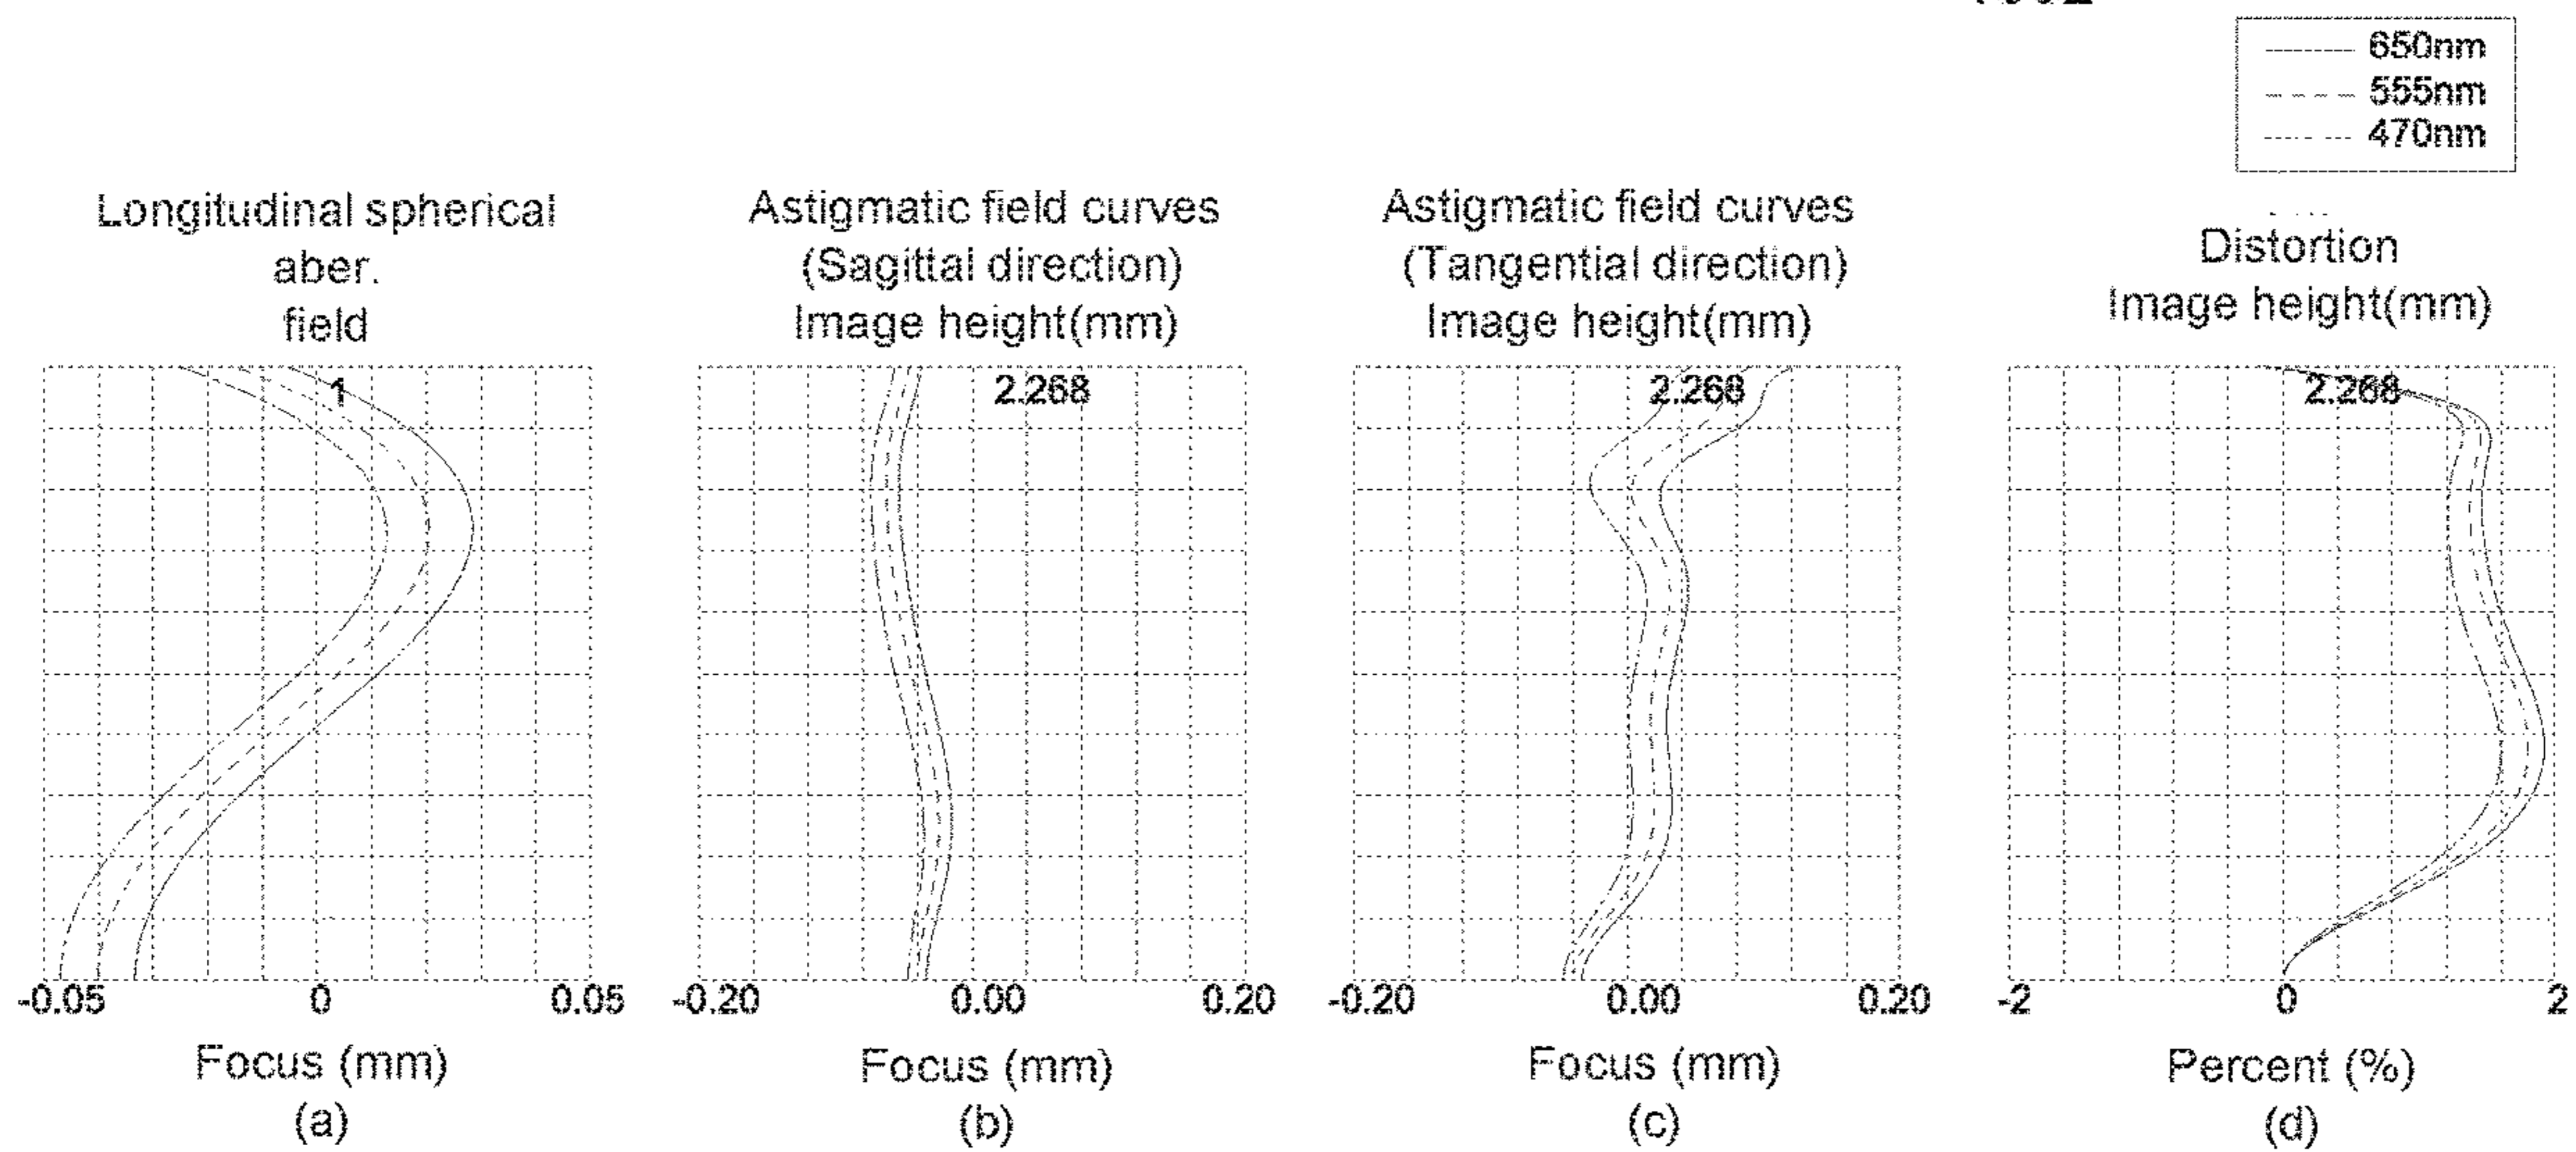 650nm
555nm
470nm
Longitudinal spherical
aber.
field
Astigmatic field curves
(Sagittal direction)
Image height(mm)
Astigmatic field curves
(Tangential direction)
Image height(mm)
Distortion
Image height(mm)
1
2.268
2.268
2.268
-0.05 0 0.05
-0.20 0.00 0.20
-0.20 0.00 0.20
-2 0 2
Focus (mm)
Focus (mm)
Focus (mm)
Percent (%)
(a)
(b)
(c)
(d)